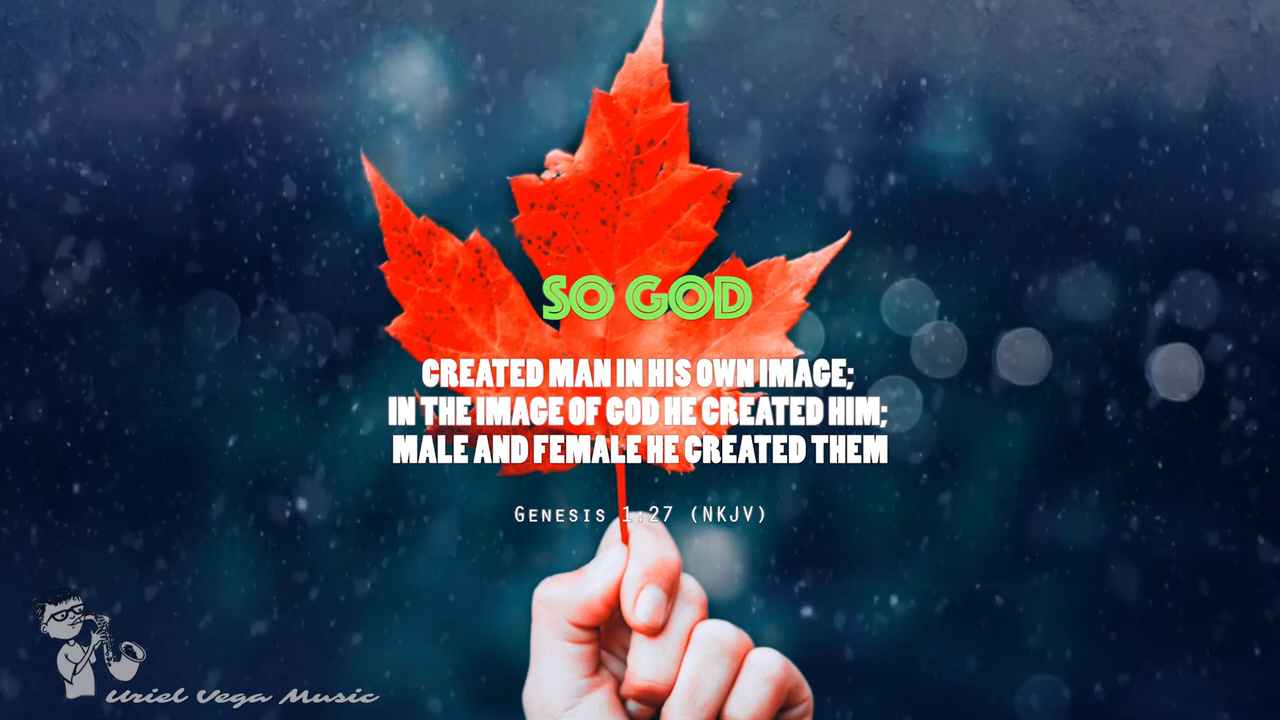 SO GOD
CREATED MAN IN HIS OWN IMAGE;
IN THE IMAGE OF GOD HE CREATED HIM;
MALE AND FEMALE HE CREATED THEM
Genesis 1:27 (NKJV)
Uriel Vega Music